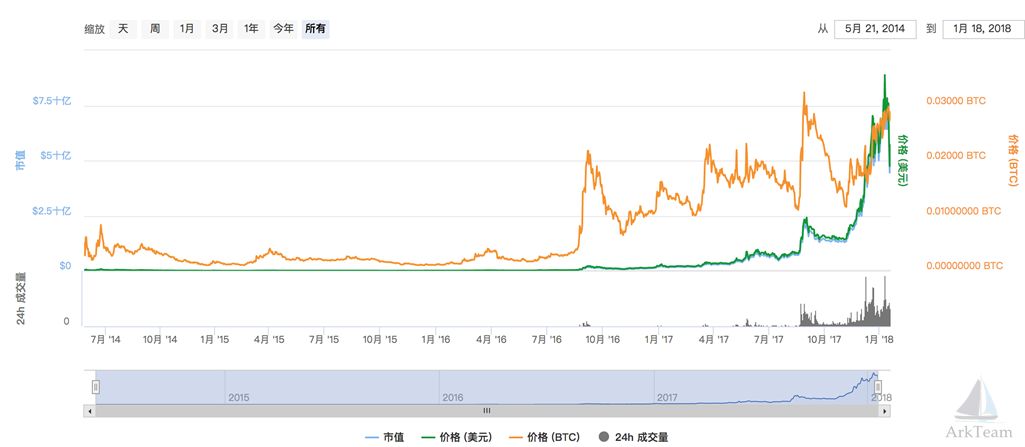 缩放 天 周 1月 3月 1年 今年 所有 从 5月 21, 2014 到 1月 18, 2018
$7.5十亿 0.03000 BTC
$5十亿 0.02000 BTC
$2.5十亿 0.01000000 BTC
$0 0.00000000 BTC
市值
价格 (美元)
价格 (BTC)
24h 成交量
0
7月 '14 10月 '14 1月 '15 4月 '15 7月 '15 10月 '15 1月 '16 4月 '16 7月 '16 10月 '16 1月 '17 4月 '17 7月 '17 10月 '17 1月 '18
2015 2016 2017 2018
市值 价格 (美元) 价格 (BTC) 24h 成交量
ArkTeam